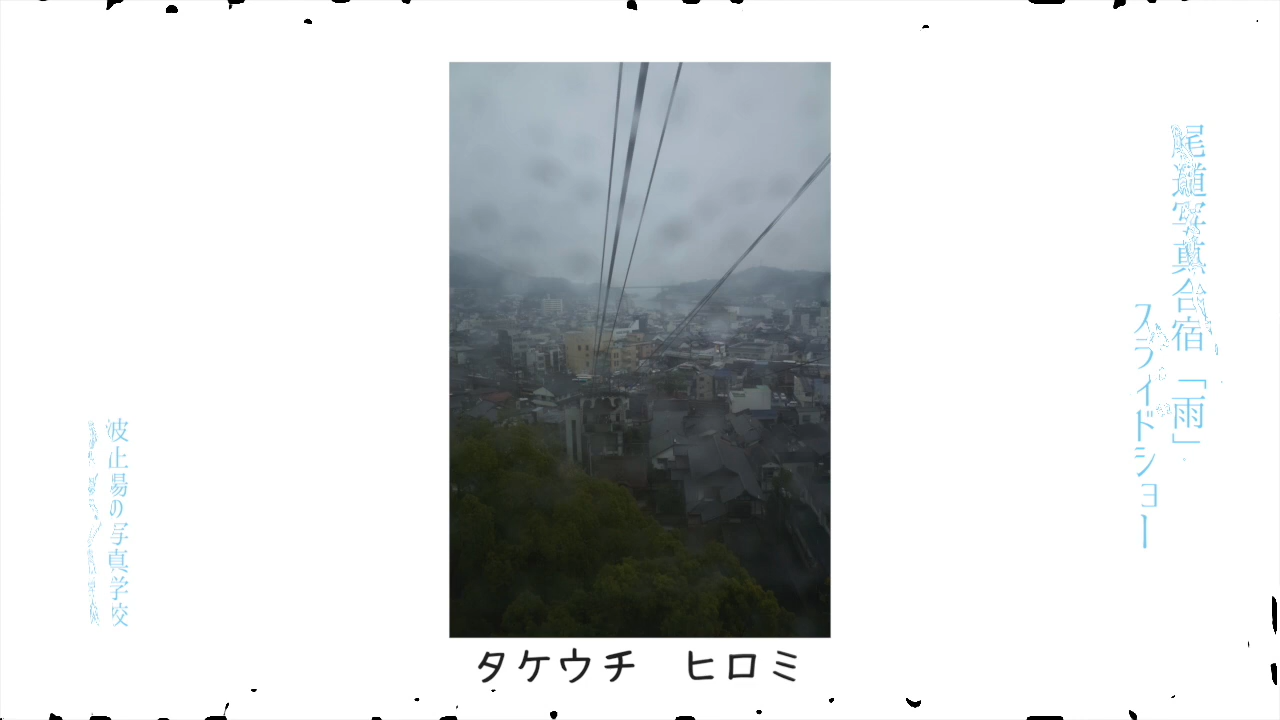 尾道写真合宿「雨」
スライドショー
波止場の写真学校
タケウチ ヒロミ